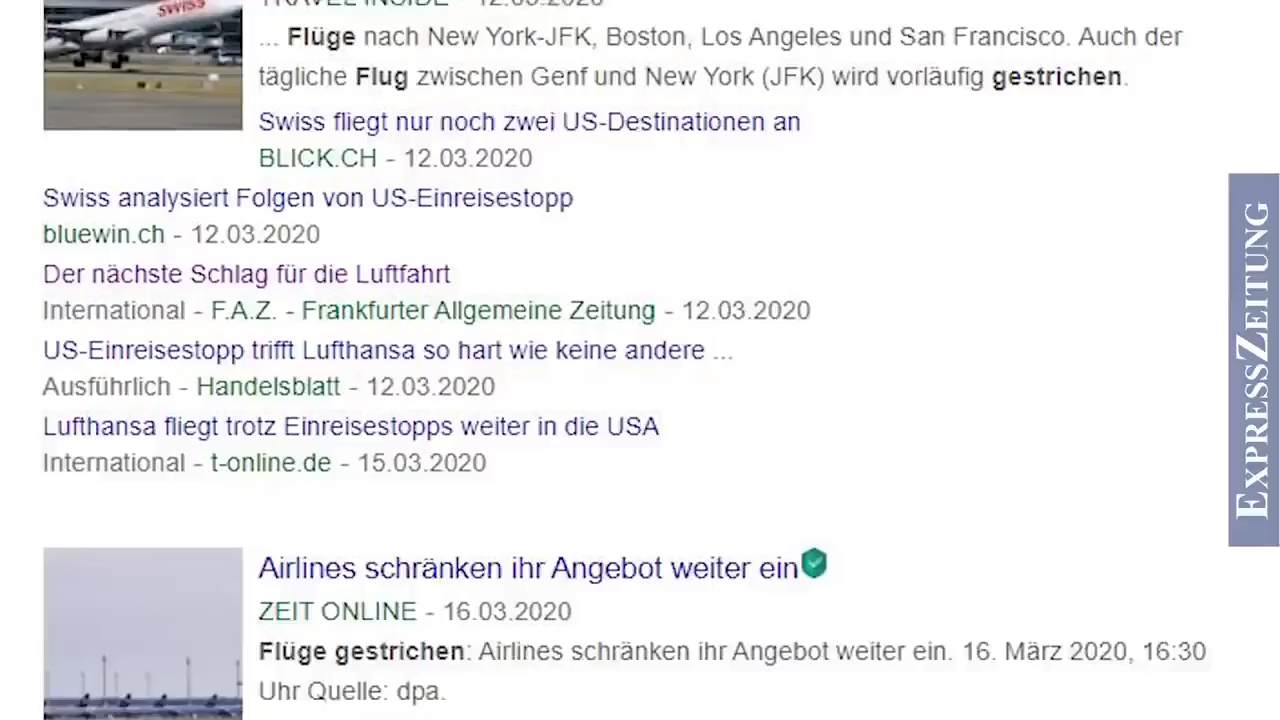 SWISS
TRAVEL INSIDE - 12.03.2020
... Flüge nach New York-JFK, Boston, Los Angeles und San Francisco. Auch der
tägliche Flug zwischen Genf und New York (JFK) wird vorläufig gestrichen.
Swiss fliegt nur noch zwei US-Destinationen an
BLICK.CH - 12.03.2020
Swiss analysiert Folgen von US-Einreisestopp
bluewin.ch - 12.03.2020
Der nächste Schlag für die Luftfahrt
International - F.A.Z. - Frankfurter Allgemeine Zeitung - 12.03.2020
US-Einreisestopp trifft Lufthansa so hart wie keine andere ...
Ausführlich - Handelsblatt - 12.03.2020
Lufthansa fliegt trotz Einreisestopps weiter in die USA
International - t-online.de - 15.03.2020
Airlines schränken ihr Angebot weiter ein
ZEIT ONLINE - 16.03.2020
Flüge gestrichen: Airlines schränken ihr Angebot weiter ein. 16. März 2020, 16:30
Uhr Quelle: dpa.
EXPRESSZEITUNG